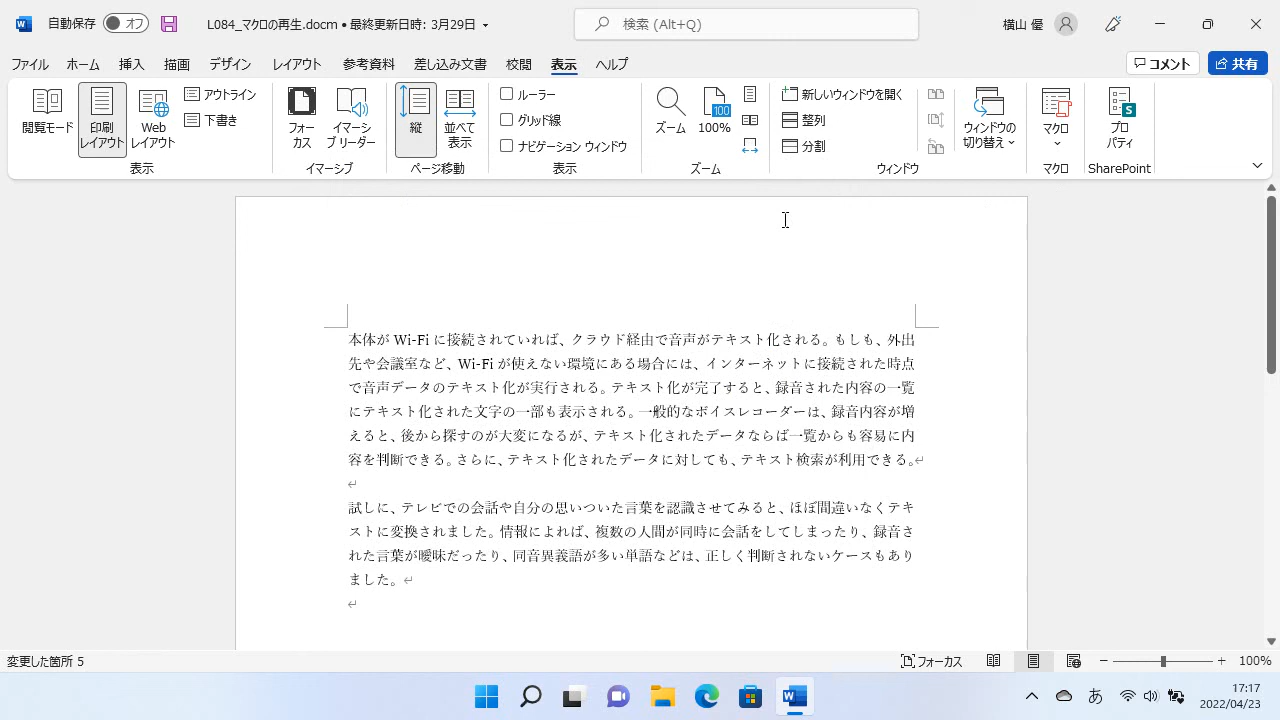 自動保存 オフ L084_マクロの再生.docm • 最終更新日時: 3月29日 検索 (Alt+Q) 横山 優
ファイル ホーム 挿入 描画 デザイン レイアウト 参考資料 差し込み文書 校閲 表示 ヘルプ コメント 共有
閲覧モード 印刷レイアウト Webレイアウト アウトライン 下書き
フォーカス イマーシブ リーダー
縦 並べて表示
ルーラー
グリッド線
ナビゲーション ウィンドウ
ズーム 100 100%
新しいウィンドウを開く
整列
分割
ウィンドウの切り替え
マクロ
S プロパティ
表示 イマーシブ ページ移動 表示 ズーム ウィンドウ マクロ SharePoint
本体が Wi-Fi に接続されていれば、クラウド経由で音声がテキスト化される。もしも、外出
先や会議室など、Wi-Fi が使えない環境にある場合には、インターネットに接続された時点
で音声データのテキスト化が実行される。テキスト化が完了すると、録音された内容の一覧
にテキスト化された文字の一部も表示される。一般的なボイスレコーダーは、録音内容が増
えると、後から探すのが大変になるが、テキスト化されたデータならば一覧からも容易に内
容を判断できる。さらに、テキスト化されたデータに対しても、テキスト検索が利用できる。
試しに、テレビでの会話や自分の思いついた言葉を認識させてみると、ほぼ間違いなくテキ
ストに変換されました。情報によれば、複数の人間が同時に会話をしてしまったり、録音さ
れた言葉が曖昧だったり、同音異義語が多い単語などは、正しく判断されないケースもあり
ました。
変更した箇所 5 フォーカス 100%
あ 17:17
2022/04/23